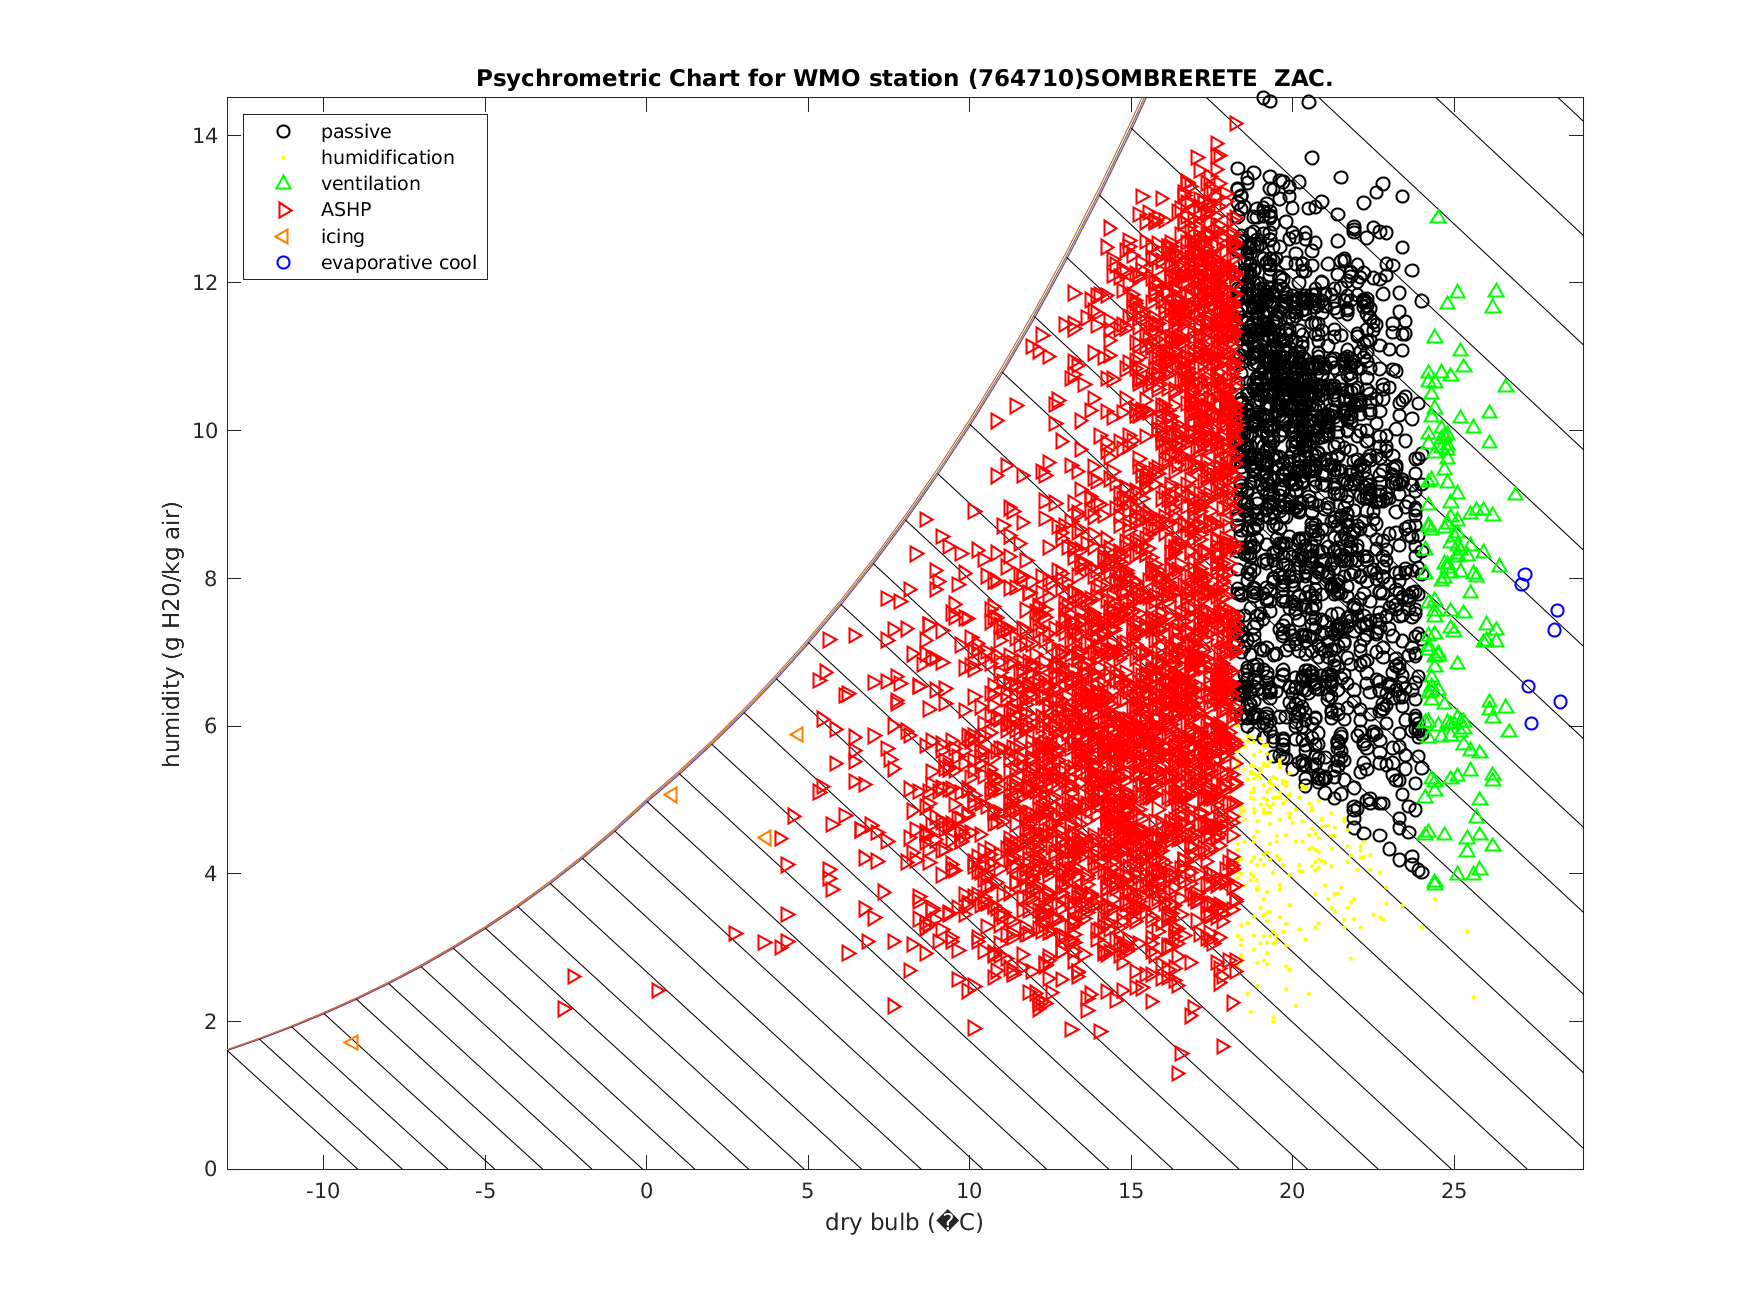 Psychrometric Chart for WMO station (764710)SOMBRERETE  ZAC.
passive
humidification
ventilation
ASHP
icing
evaporative cool
humidity (g H20/kg air)
14
12
10
8
6
4
2
0
-10 -5 0 5 10 15 20 25
dry bulb (�C)